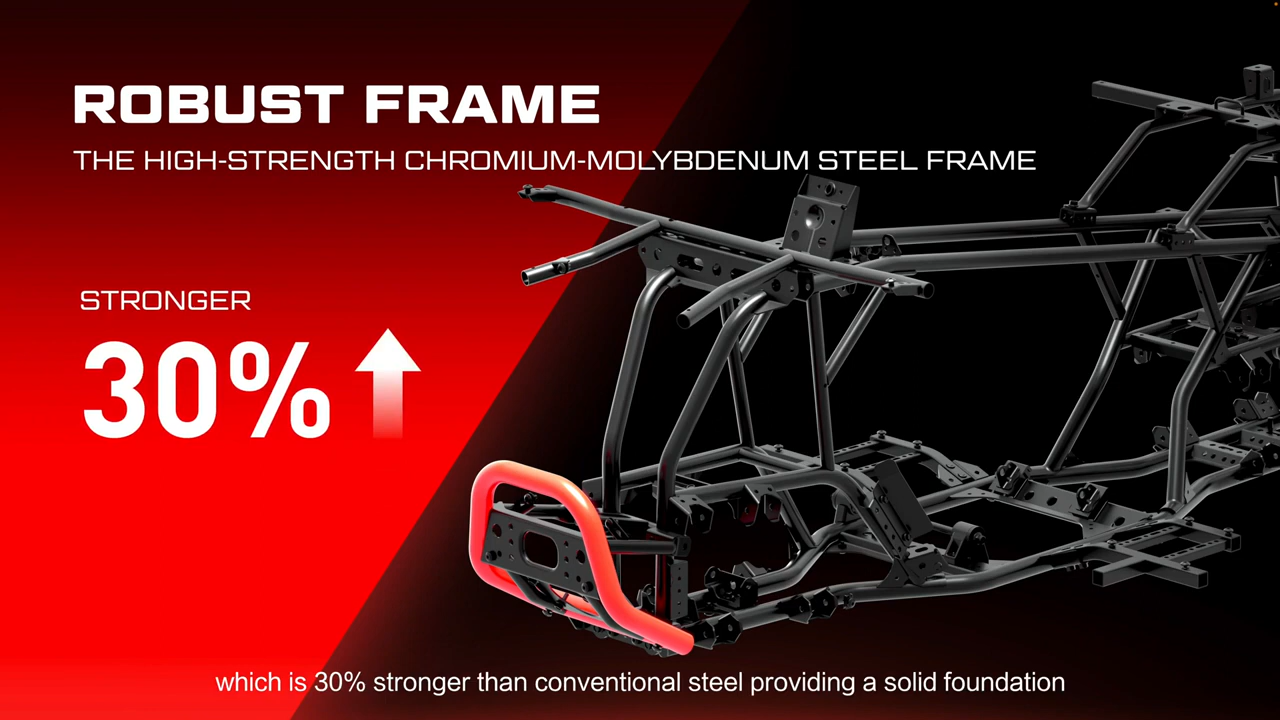 ROBUST FRAME
THE HIGH-STRENGTH CHROMIUM-MOLYBDENUM STEEL FRAME
STRONGER
30%
which is 30% stronger than conventional steel providing a solid foundation